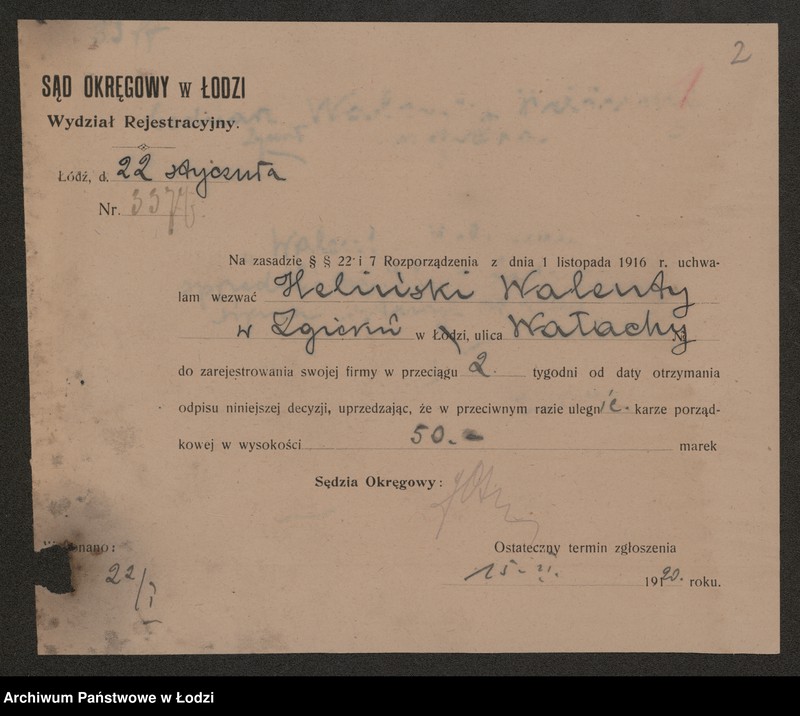 2
1
SĄD OKRĘGOWY W ŁODZI
Wydział Rejestracyjny.
Łódź, d. 22 stycznia
Nr. 3374
Na zasadzie § § 22 i 7 Rozporządzenia z dnia 1 listopada 1916 r. uchwa-
lam wezwać Heliński Walenty
w Zgierzu w Łodzi, ulica Wałachy №
do zarejestrowania swojej firmy w przeciągu 2 tygodni od daty otrzymania
odpisu niniejszej decyzji, uprzedzając, że w przeciwnym razie ulegnie karze porząd-
kowej w wysokości 50.- marek
Sędzia Okręgowy:
Wykonano: Ostateczny termin zgłoszenia
22/I 15-II. 1920. roku.
Archiwum Państwowe w Łodzi